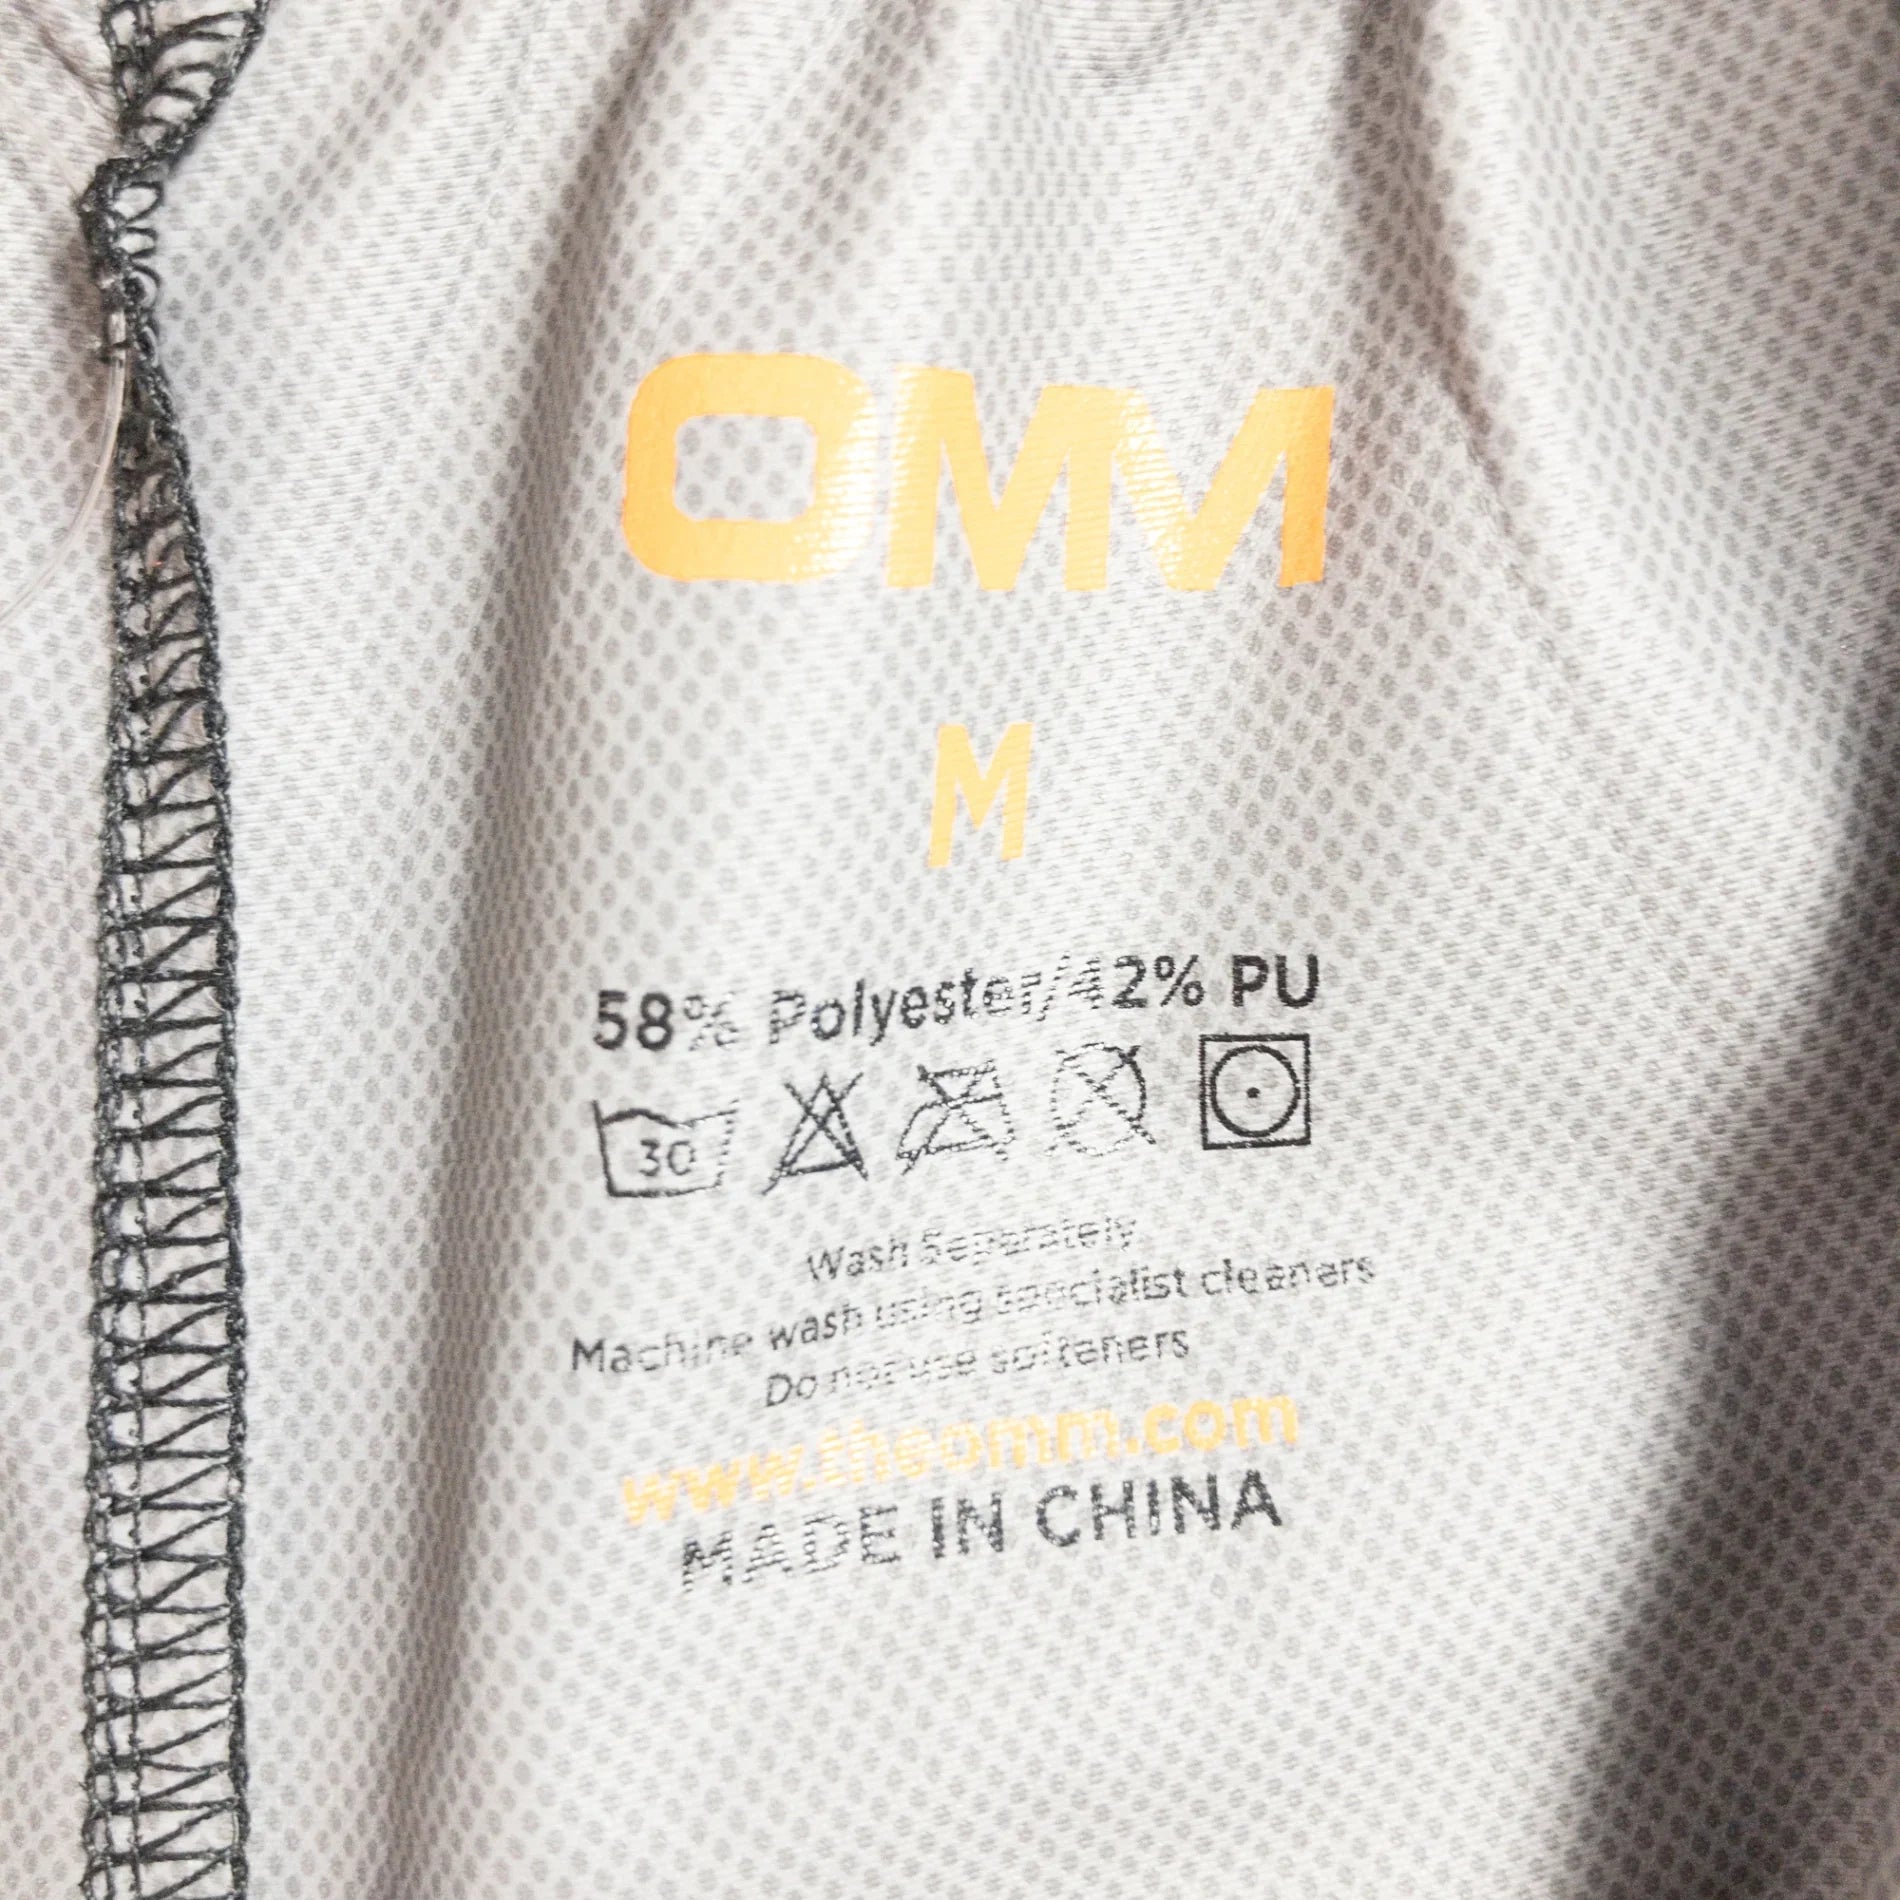 OMM
M
58% Polyester/42% PU
30
Wash Separately
Machine wash using specialist cleaners
Do not use softeners
www.theomm.com
MADE IN CHINA